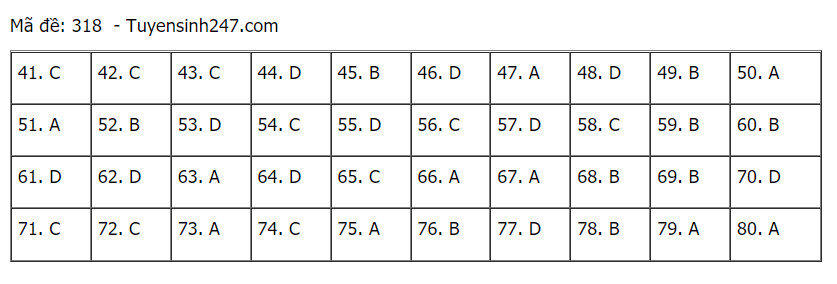 Mã đề: 318 - Tuyensinh247.com
41. C 42. C 43. C 44. D 45. B 46. D 47. A 48. D 49. B 50. A
51. A 52. B 53. D 54. C 55. D 56. C 57. D 58. C 59. B 60. B
61. D 62. D 63. A 64. D 65. C 66. A 67. A 68. B 69. B 70. D
71. C 72. C 73. A 74. C 75. A 76. B 77. D 78. B 79. A 80. A